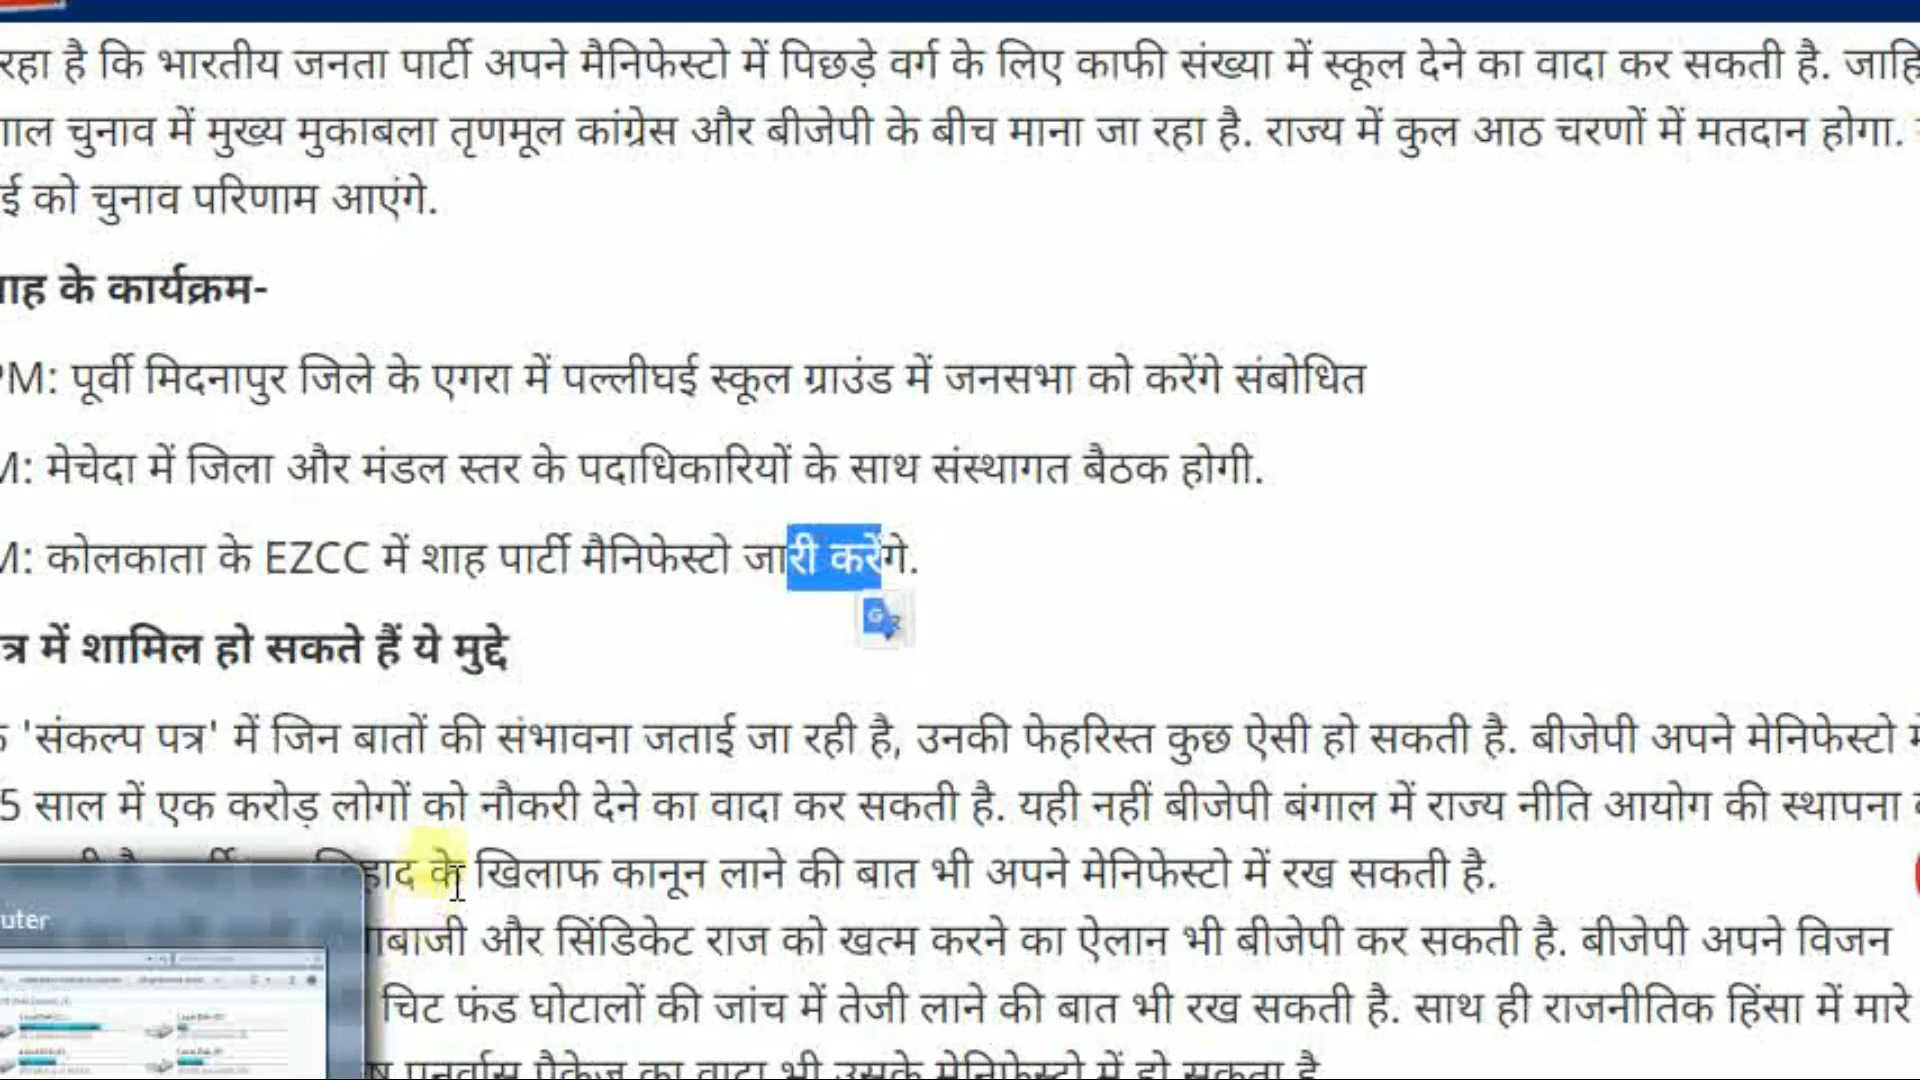 रहा है कि भारतीय जनता पार्टी अपने मैनिफेस्टो में पिछड़े वर्ग के लिए काफी संख्या में स्कूल देने का वादा कर सकती है. जाहि
गाल चुनाव में मुख्य मुकाबला तृणमूल कांग्रेस और बीजेपी के बीच माना जा रहा है. राज्य में कुल आठ चरणों में मतदान होगा.
ई को चुनाव परिणाम आएंगे.
ाह के कार्यक्रम-
PM: पूर्वी मिदनापुर जिले के एगरा में पल्लीघई स्कूल ग्राउंड में जनसभा को करेंगे संबोधित
M: मेचेदा में जिला और मंडल स्तर के पदाधिकारियों के साथ संस्थागत बैठक होगी.
M: कोलकाता के EZCC में शाह पार्टी मैनिफेस्टो जारी करेंगे.
त्र में शामिल हो सकते हैं ये मुद्दे
'संकल्प पत्र' में जिन बातों की संभावना जताई जा रही है, उनकी फेहरिस्त कुछ ऐसी हो सकती है. बीजेपी अपने मेनिफेस्टो में
5 साल में एक करोड़ लोगों को नौकरी देने का वादा कर सकती है. यही नहीं बीजेपी बंगाल में राज्य नीति आयोग की स्थापना
हाद के खिलाफ कानून लाने की बात भी अपने मेनिफेस्टो में रख सकती है.
uter
ाबाजी और सिंडिकेट राज को खत्म करने का ऐलान भी बीजेपी कर सकती है. बीजेपी अपने विजन
चिट फंड घोटालों की जांच में तेजी लाने की बात भी रख सकती है. साथ ही राजनीतिक हिंसा में मारे
पुनर्वास पैकेज का वादा भी उसके मेनिफेस्टो में हो सकता है